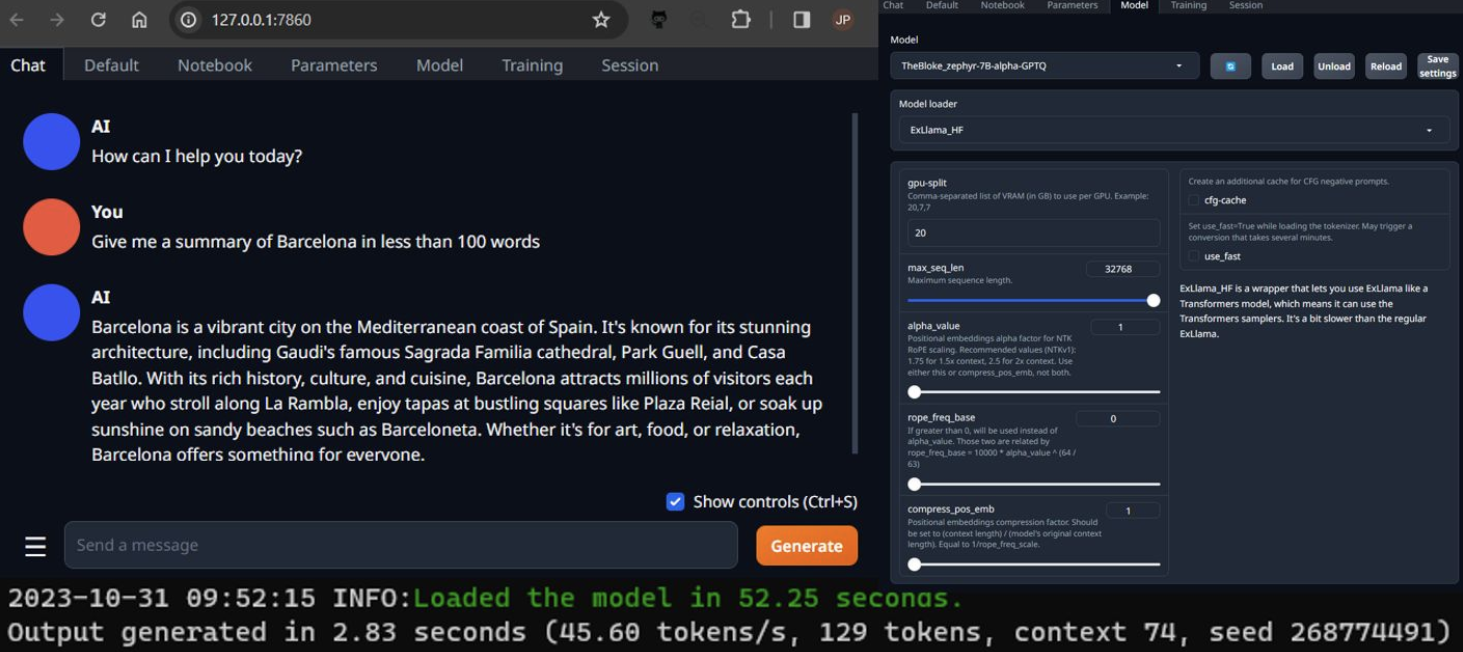 127.0.0.1:7860
JP
Chat Default Notebook Parameters Model Training Session
AI
How can I help you today?
You
Give me a summary of Barcelona in less than 100 words
AI
Barcelona is a vibrant city on the Mediterranean coast of Spain. It's known for its stunning
architecture, including Gaudi's famous Sagrada Familia cathedral, Park Guell, and Casa
Batllo. With its rich history, culture, and cuisine, Barcelona attracts millions of visitors each
year who stroll along La Rambla, enjoy tapas at bustling squares like Plaza Reial, or soak up
sunshine on sandy beaches such as Barceloneta. Whether it's for art, food, or relaxation,
Barcelona offers something for everyone.
Show controls (Ctrl+S)
Send a message
Generate
Chat Default Notebook Parameters Model Training Session
Model
TheBloke_zephyr-7B-alpha-GPTQ
Load
Unload
Reload
Save
settings
Model loader
ExLlama_HF
gpu-split
Comma-separated list of VRAM (in GB) to use per GPU. Example:
20,7,7
20
max_seq_len
32768
Maximum sequence length.
alpha_value
1
Positional embeddings alpha factor for NTK
RoPE scaling. Recommended values (NTKv1):
1.75 for 1.5x context, 2.5 for 2x context. Use
either this or compress_pos_emb, not both.
rope_freq_base
0
If greater than 0, will be used instead of
alpha_value. Those two are related by
rope_freq_base = 10000 * alpha_value ^ (64 /
63)
compress_pos_emb
1
Positional embeddings compression factor. Should
be set to (context length) / (model's original context
length). Equal to 1/rope_freq_scale.
Create an additional cache for CFG negative prompts.
cfg-cache
Set use_fast=True while loading the tokenizer. May trigger a
conversion that takes several minutes.
use_fast
ExLlama_HF is a wrapper that lets you use ExLlama like a
Transformers model, which means it can use the
Transformers samplers. It's a bit slower than the regular
ExLlama.
2023-10-31 09:52:15 INFO:Loaded the model in 52.25 seconds.
Output generated in 2.83 seconds (45.60 tokens/s, 129 tokens, context 74, seed 268774491)